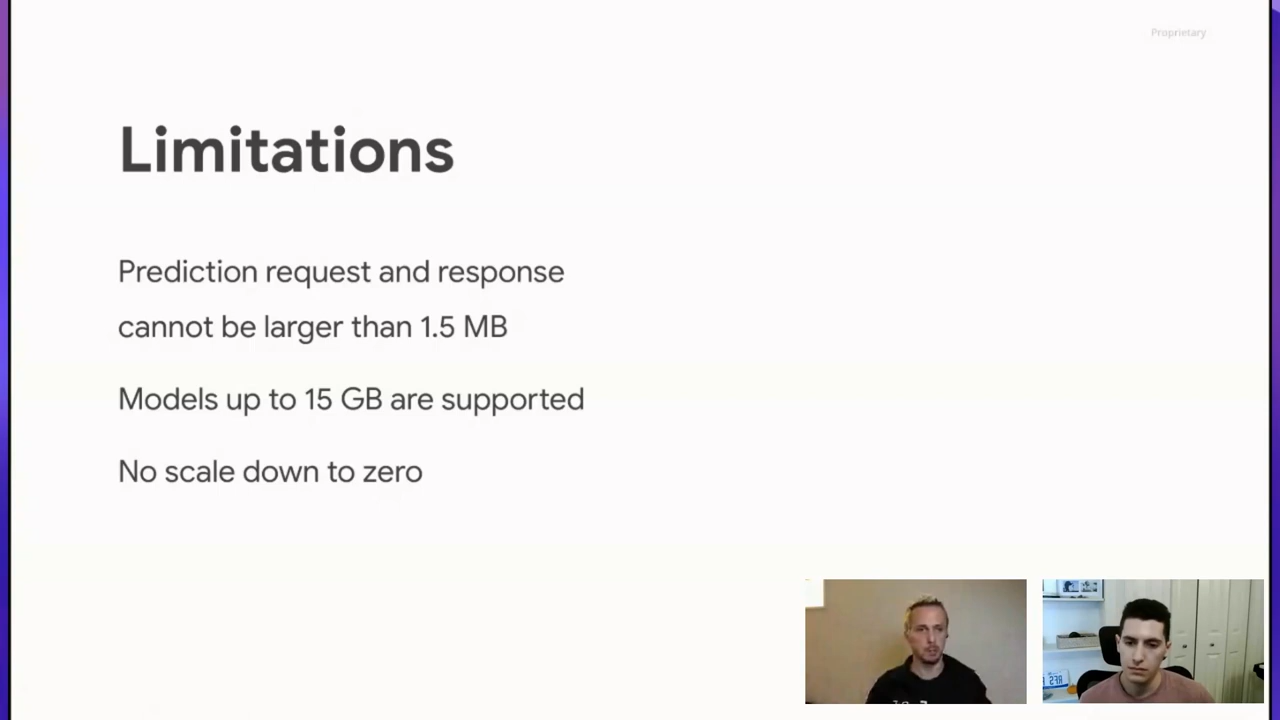 Proprietary
Limitations
Prediction request and response
cannot be larger than 1.5 MB
Models up to 15 GB are supported
No scale down to zero